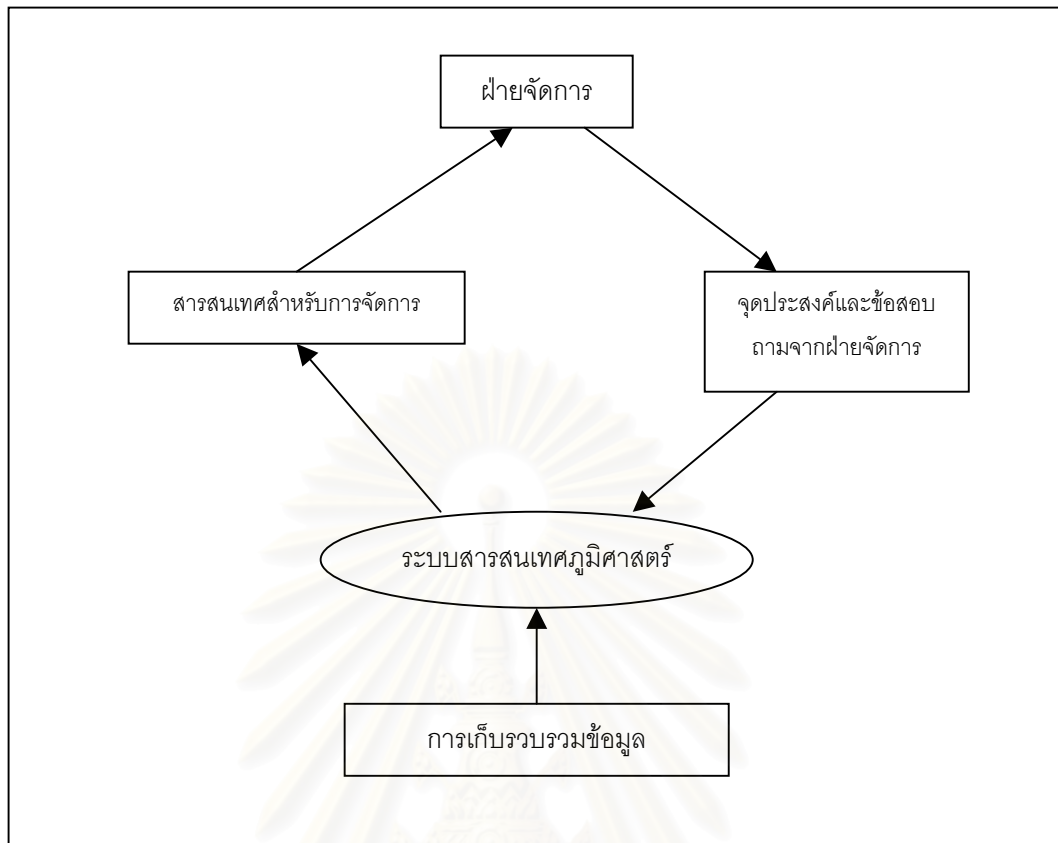 ฝ่ายจัดการ
สารสนเทศสำหรับการจัดการ
จุดประสงค์และข้อสอบ
ถามจากฝ่ายจัดการ
ระบบสารสนเทศภูมิศาสตร์
การเก็บรวบรวมข้อมูล